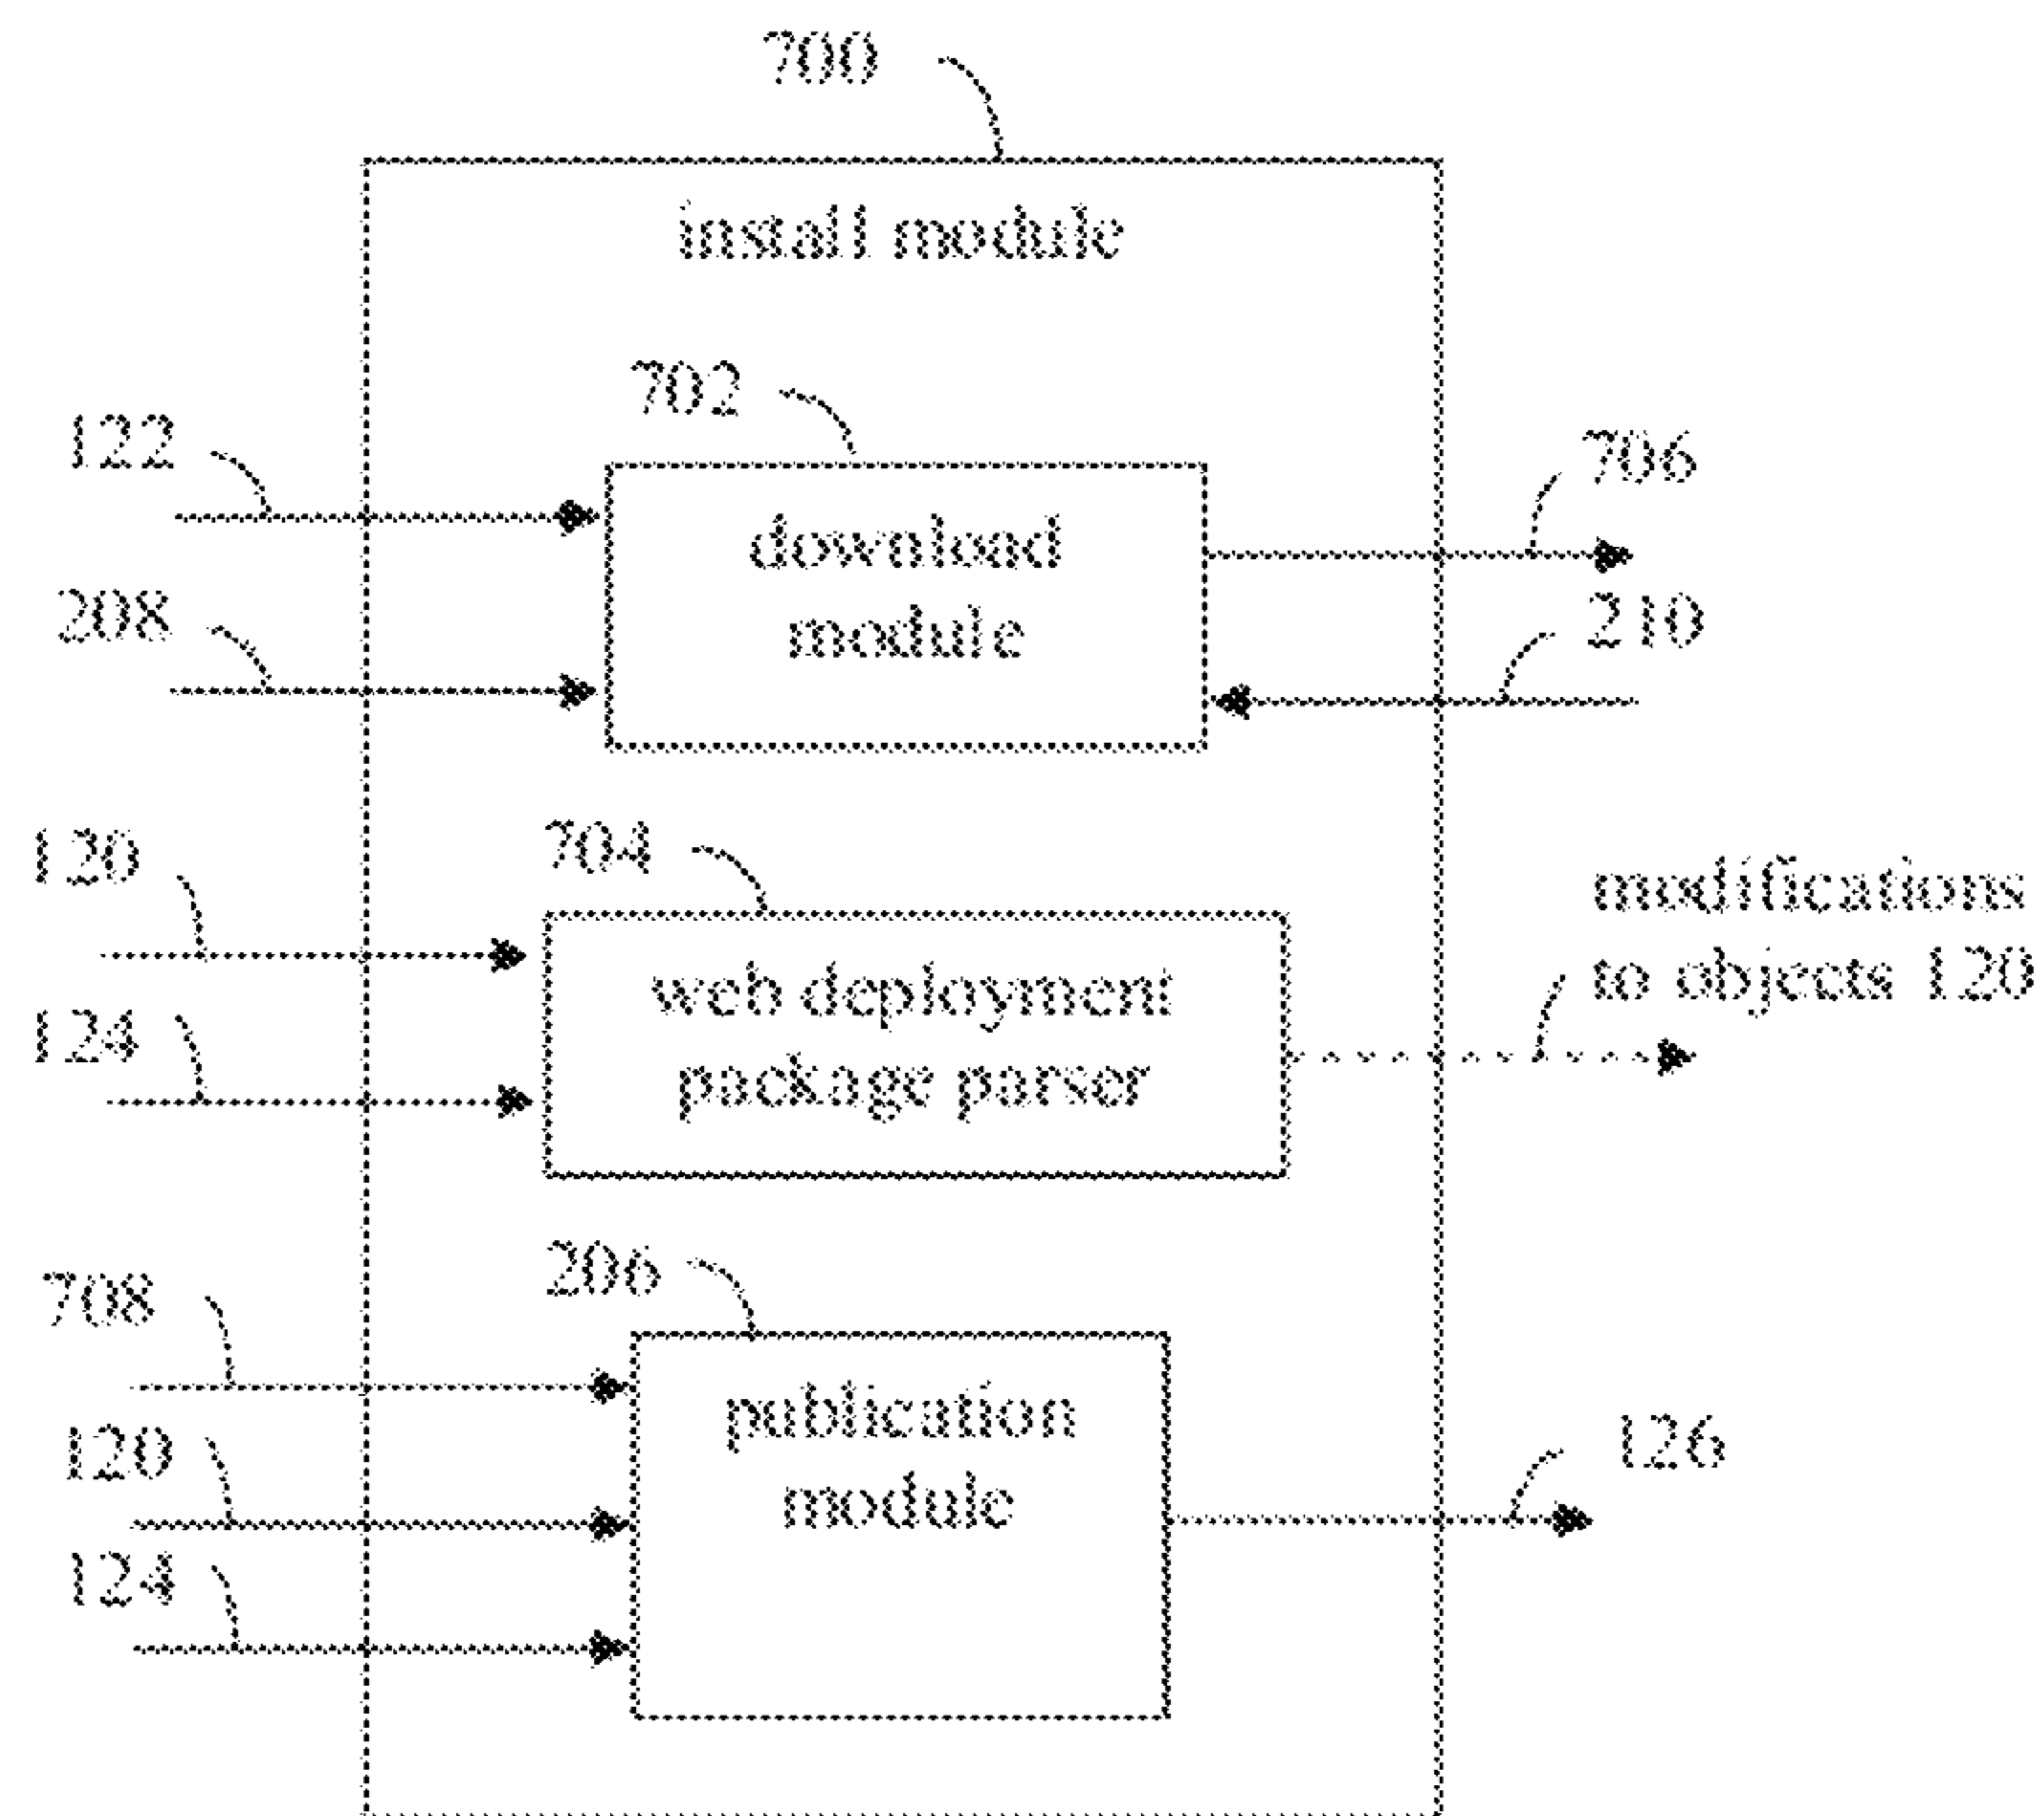 700
install module
702
122
706
download
208
210
module
120
704
modifications
web deployment
to objects 120
124
package parser
206
708
publication
120
126
module
124